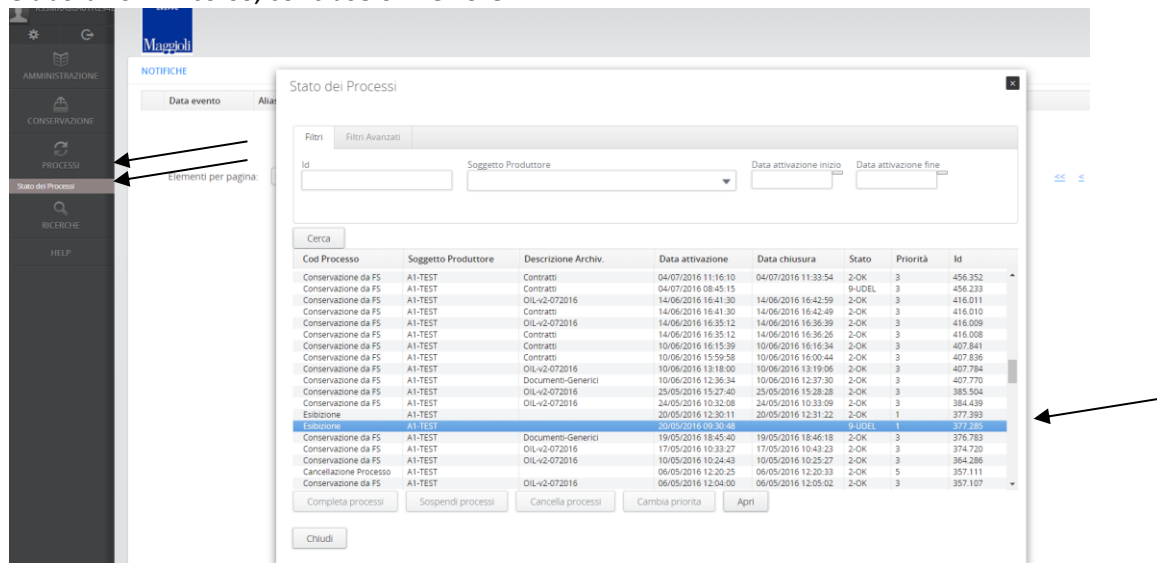 Maggioli
AMMINISTRAZIONE
CONSERVAZIONE
PROCESSI
Stato dei Processi
RICERCHE
HELP
NOTIFICHE
Data evento Alias
Elementi per pagina:
<< <
Stato dei Processi
x
Filtri Filtri Avanzati
Id Soggetto Produttore Data attivazione inizio Data attivazione fine
Cerca
Cod Processo Soggetto Produttore Descrizione Archiv. Data attivazione Data chiusura Stato Priorità Id
Conservazione da FS A1-TEST Contratti 04/07/2016 11:16:10 04/07/2016 11:33:54 2-OK 3 456.352
Conservazione da FS A1-TEST Contratti 04/07/2016 08:45:15 9-UDEL 3 456.233
Conservazione da FS A1-TEST OIL-v2-072016 14/06/2016 16:41:30 14/06/2016 16:42:59 2-OK 3 416.011
Conservazione da FS A1-TEST Contratti 14/06/2016 16:41:30 14/06/2016 16:42:49 2-OK 3 416.010
Conservazione da FS A1-TEST OIL-v2-072016 14/06/2016 16:35:12 14/06/2016 16:36:39 2-OK 3 416.009
Conservazione da FS A1-TEST Contratti 14/06/2016 16:35:12 14/06/2016 16:36:26 2-OK 3 416.008
Conservazione da FS A1-TEST Contratti 10/06/2016 16:15:39 10/06/2016 16:16:34 2-OK 3 407.841
Conservazione da FS A1-TEST Contratti 10/06/2016 15:59:58 10/06/2016 16:00:44 2-OK 3 407.836
Conservazione da FS A1-TEST OIL-v2-072016 10/06/2016 13:18:00 10/06/2016 13:19:06 2-OK 3 407.784
Conservazione da FS A1-TEST Documenti-Generici 10/06/2016 12:36:34 10/06/2016 12:37:30 2-OK 3 407.770
Conservazione da FS A1-TEST OIL-v2-072016 25/05/2016 15:27:40 25/05/2016 15:28:28 2-OK 3 385.504
Conservazione da FS A1-TEST OIL-v2-072016 24/05/2016 10:32:08 24/05/2016 10:33:09 2-OK 3 384.439
Esibizione A1-TEST 20/05/2016 12:30:11 20/05/2016 12:31:22 2-OK 1 377.393
Esibizione A1-TEST 20/05/2016 09:30:48 9-UDEL 1 377.285
Conservazione da FS A1-TEST Documenti-Generici 19/05/2016 18:45:40 19/05/2016 18:46:18 2-OK 3 376.783
Conservazione da FS A1-TEST OIL-v2-072016 17/05/2016 10:33:27 17/05/2016 10:43:23 2-OK 3 374.720
Conservazione da FS A1-TEST OIL-v2-072016 10/05/2016 10:24:43 10/05/2016 10:25:27 2-OK 3 364.286
Cancellazione Processo A1-TEST 06/05/2016 12:20:25 06/05/2016 12:20:33 2-OK 5 357.111
Conservazione da FS A1-TEST OIL-v2-072016 06/05/2016 12:04:00 06/05/2016 12:05:02 2-OK 3 357.107
Completa processi Sospendi processi Cancella processi Cambia priorita Apri
Chiudi